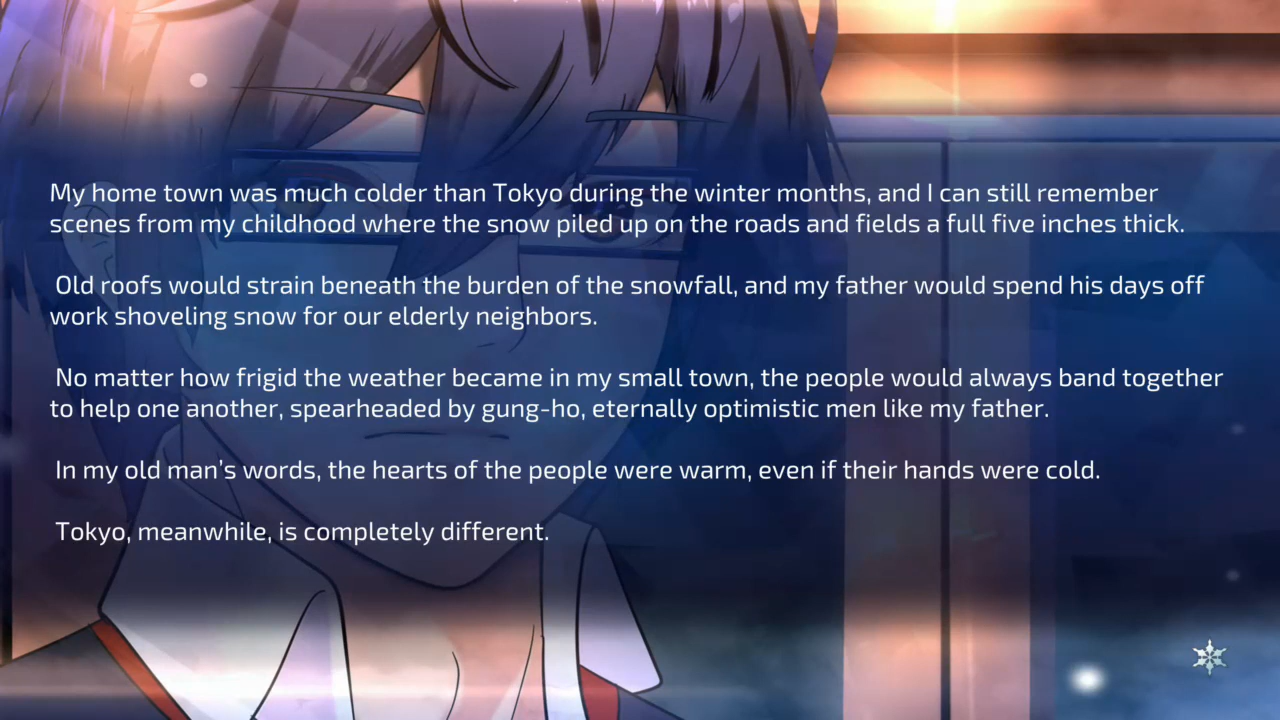 My home town was much colder than Tokyo during the winter months, and I can still remember
scenes from my childhood where the snow piled up on the roads and fields a full five inches thick.
Old roofs would strain beneath the burden of the snowfall, and my father would spend his days off
work shoveling snow for our elderly neighbors.
No matter how frigid the weather became in my small town, the people would always band together
to help one another, spearheaded by gung-ho, eternally optimistic men like my father.
In my old man’s words, the hearts of the people were warm, even if their hands were cold.
Tokyo, meanwhile, is completely different.